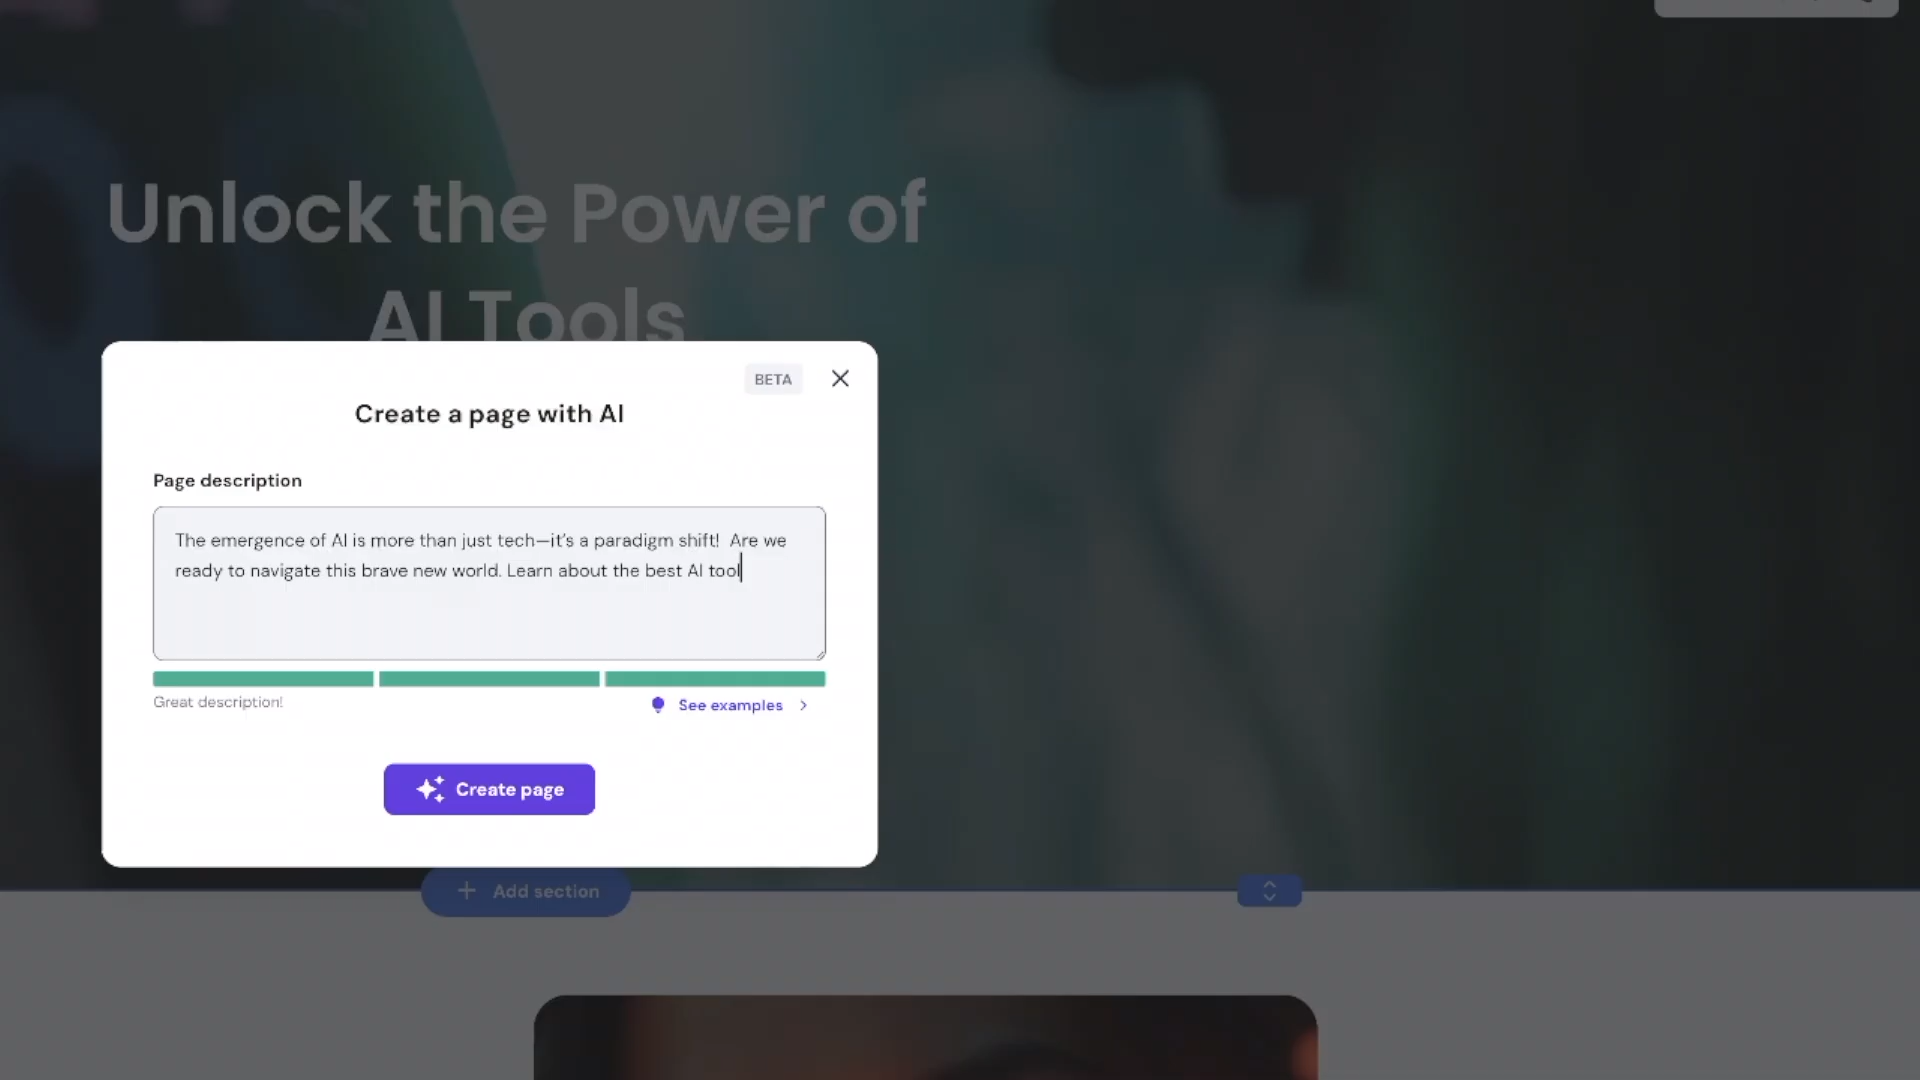 Unlock the Power of
AI Tools
BETA
Create a page with AI
Page description
The emergence of AI is more than just tech—it's a paradigm shift!  Are we
ready to navigate this brave new world. Learn about the best AI tool
Great description!
See examples
Create page
Add section